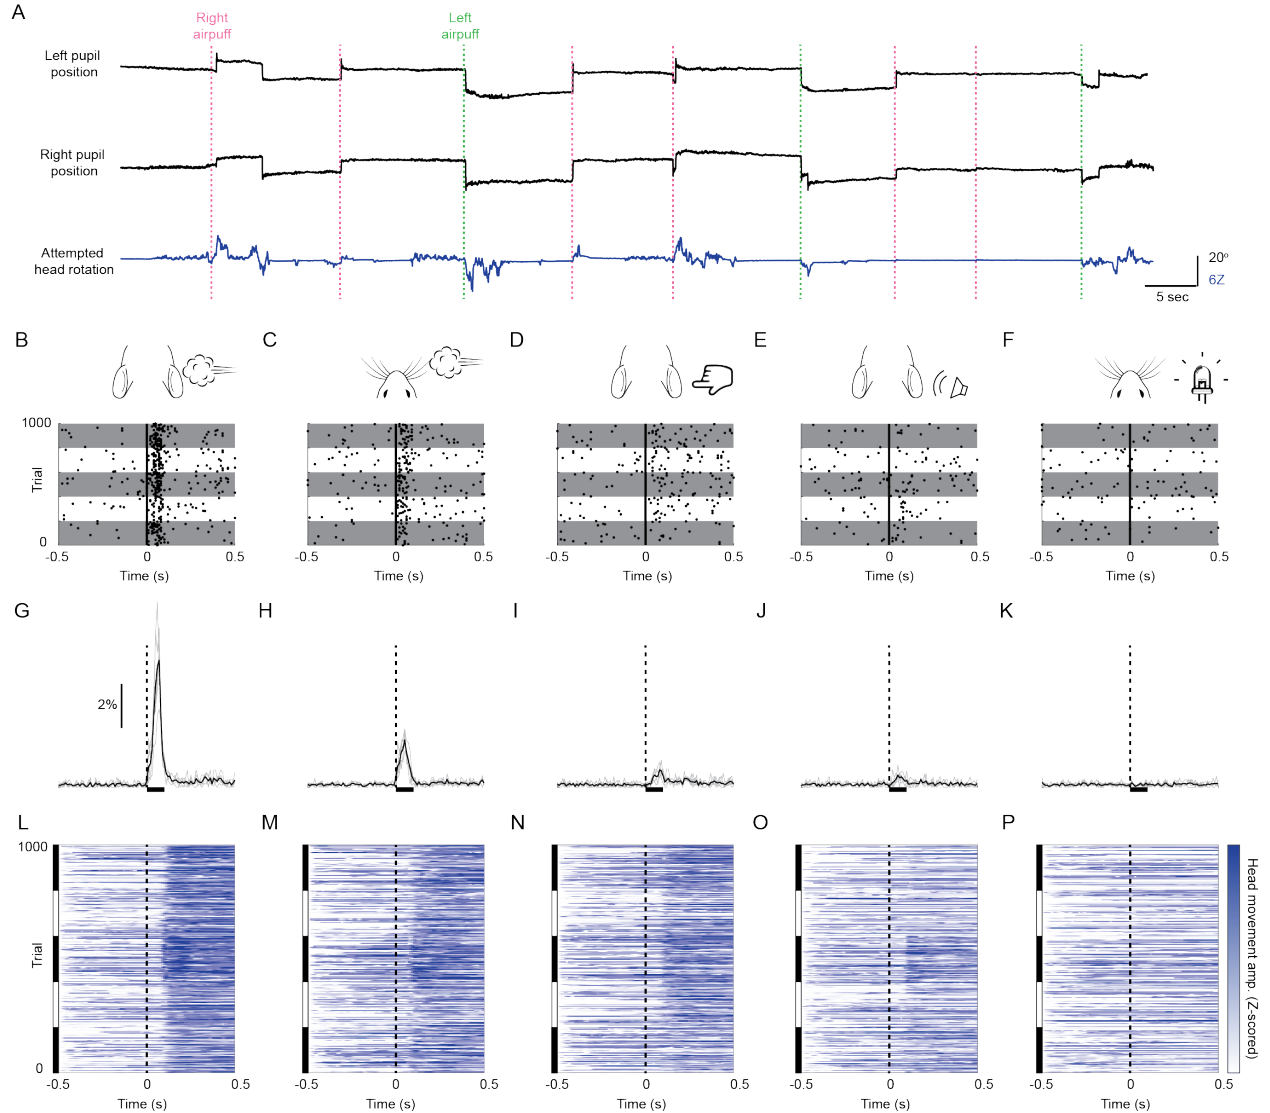 A
Right
airpuff
Left
airpuff
Left pupil
position
Right pupil
position
Attempted
head rotation
20°
6Z
5 sec
B
C
D
E
F
1000
Trial
0
-0.5 0 0.5
-0.5 0 0.5
-0.5 0 0.5
-0.5 0 0.5
-0.5 0 0.5
Time (s)
Time (s)
Time (s)
Time (s)
Time (s)
G
H
I
J
K
2%
L
M
N
O
P
1000
Trial
0
-0.5 0 0.5
-0.5 0 0.5
-0.5 0 0.5
-0.5 0 0.5
-0.5 0 0.5
Time (s)
Time (s)
Time (s)
Time (s)
Time (s)
Head movement amp. (Z-scored)